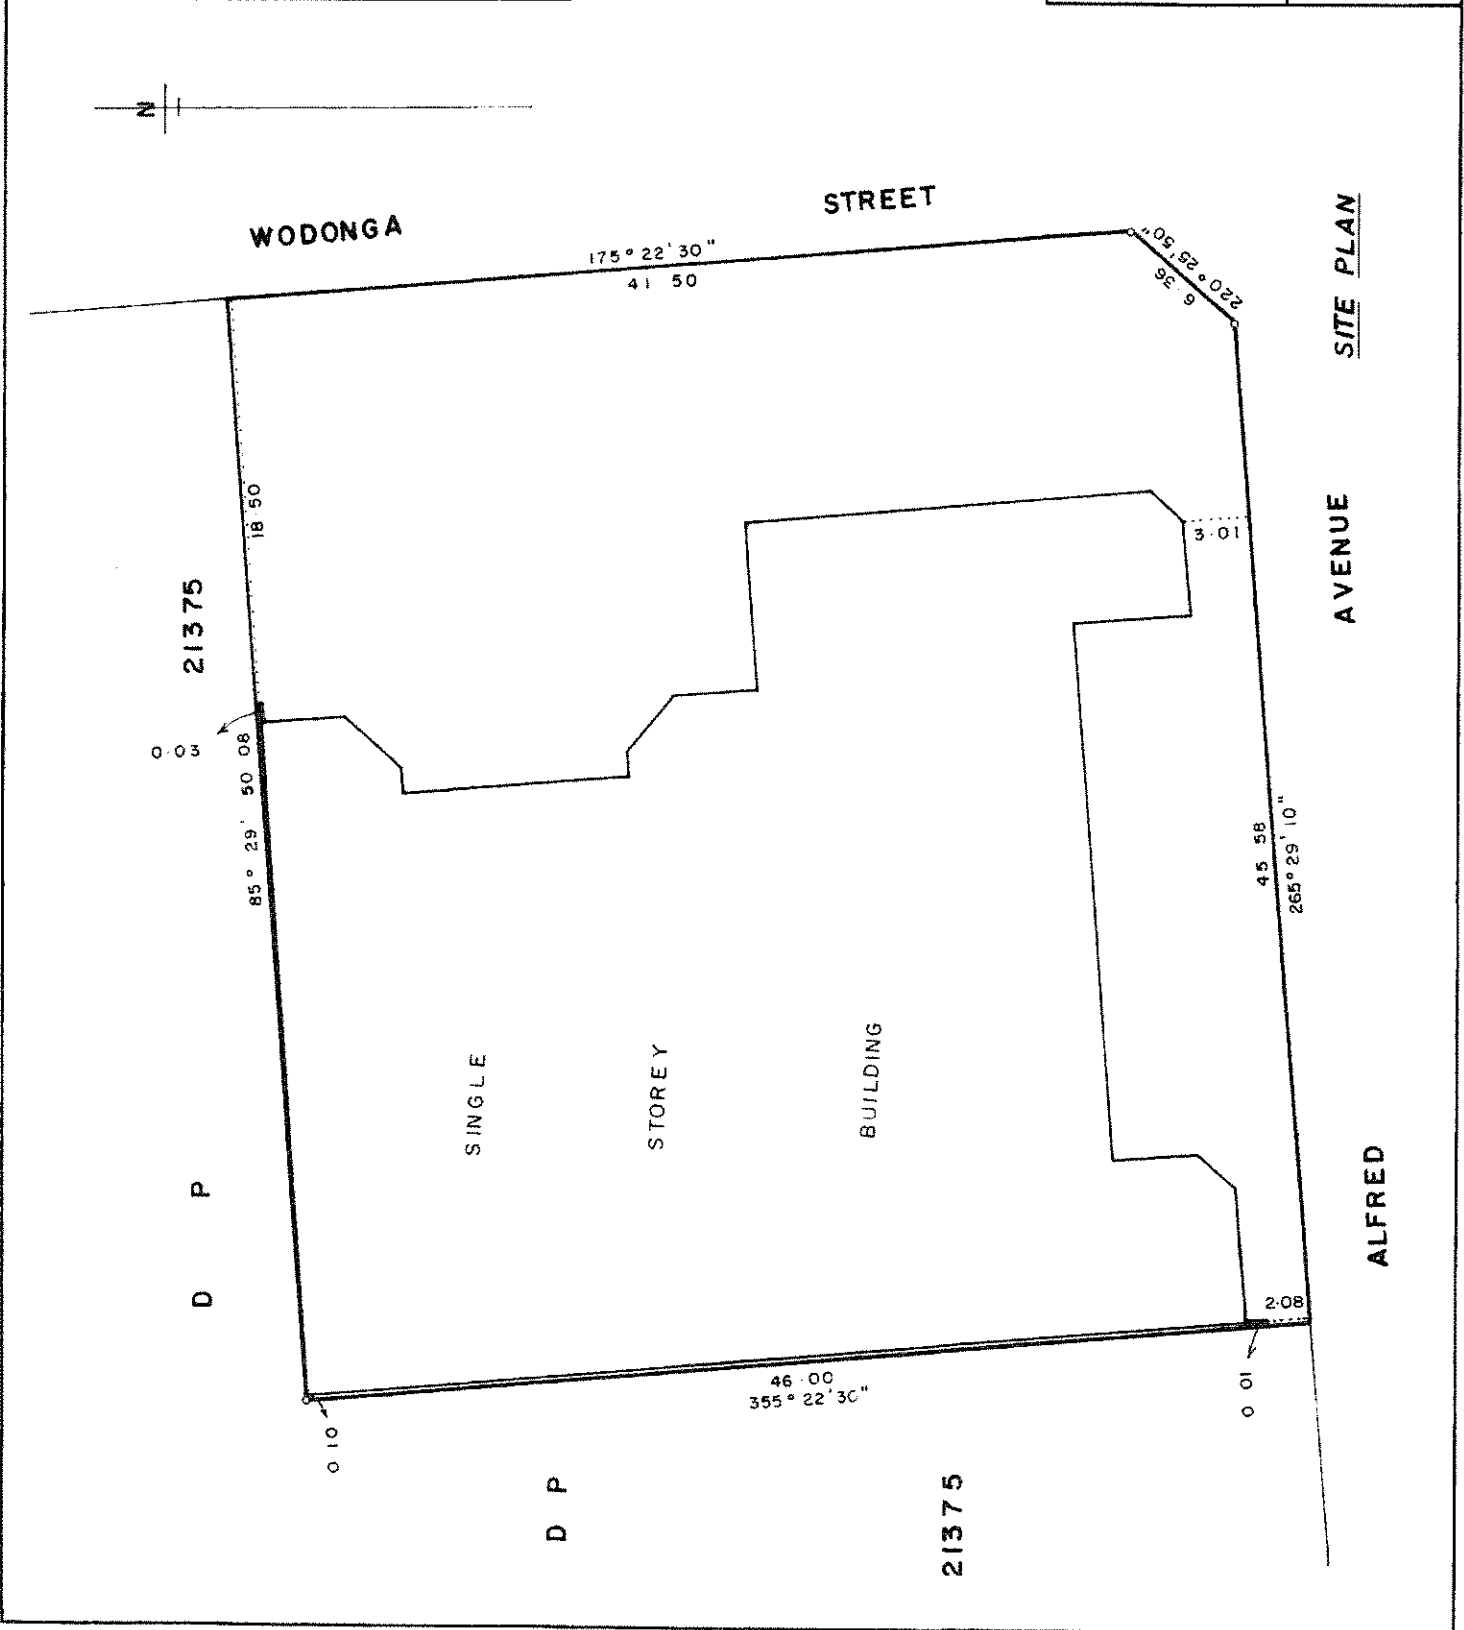 N
WODONGA STREET
175° 22' 30"
41 50
220° 25' 50"
6·36
SITE PLAN
18·50
21375
3·01
AVENUE
0·03
85° 29' 50
08
45 58
265° 29' 10"
SINGLE
STOREY
BUILDING
D P
ALFRED
2·08
46·00
355° 22' 30"
0 10
0 01
D P
21375